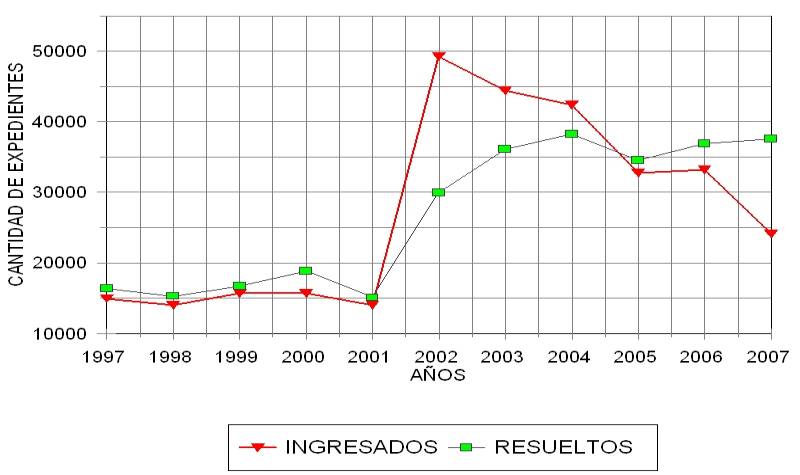 50000
40000
30000
20000
10000
CANTIDAD DE EXPEDIENTES
1997 1998 1999 2000 2001 2002 2003 2004 2005 2006 2007
AÑOS
INGRESADOS RESUELTOS